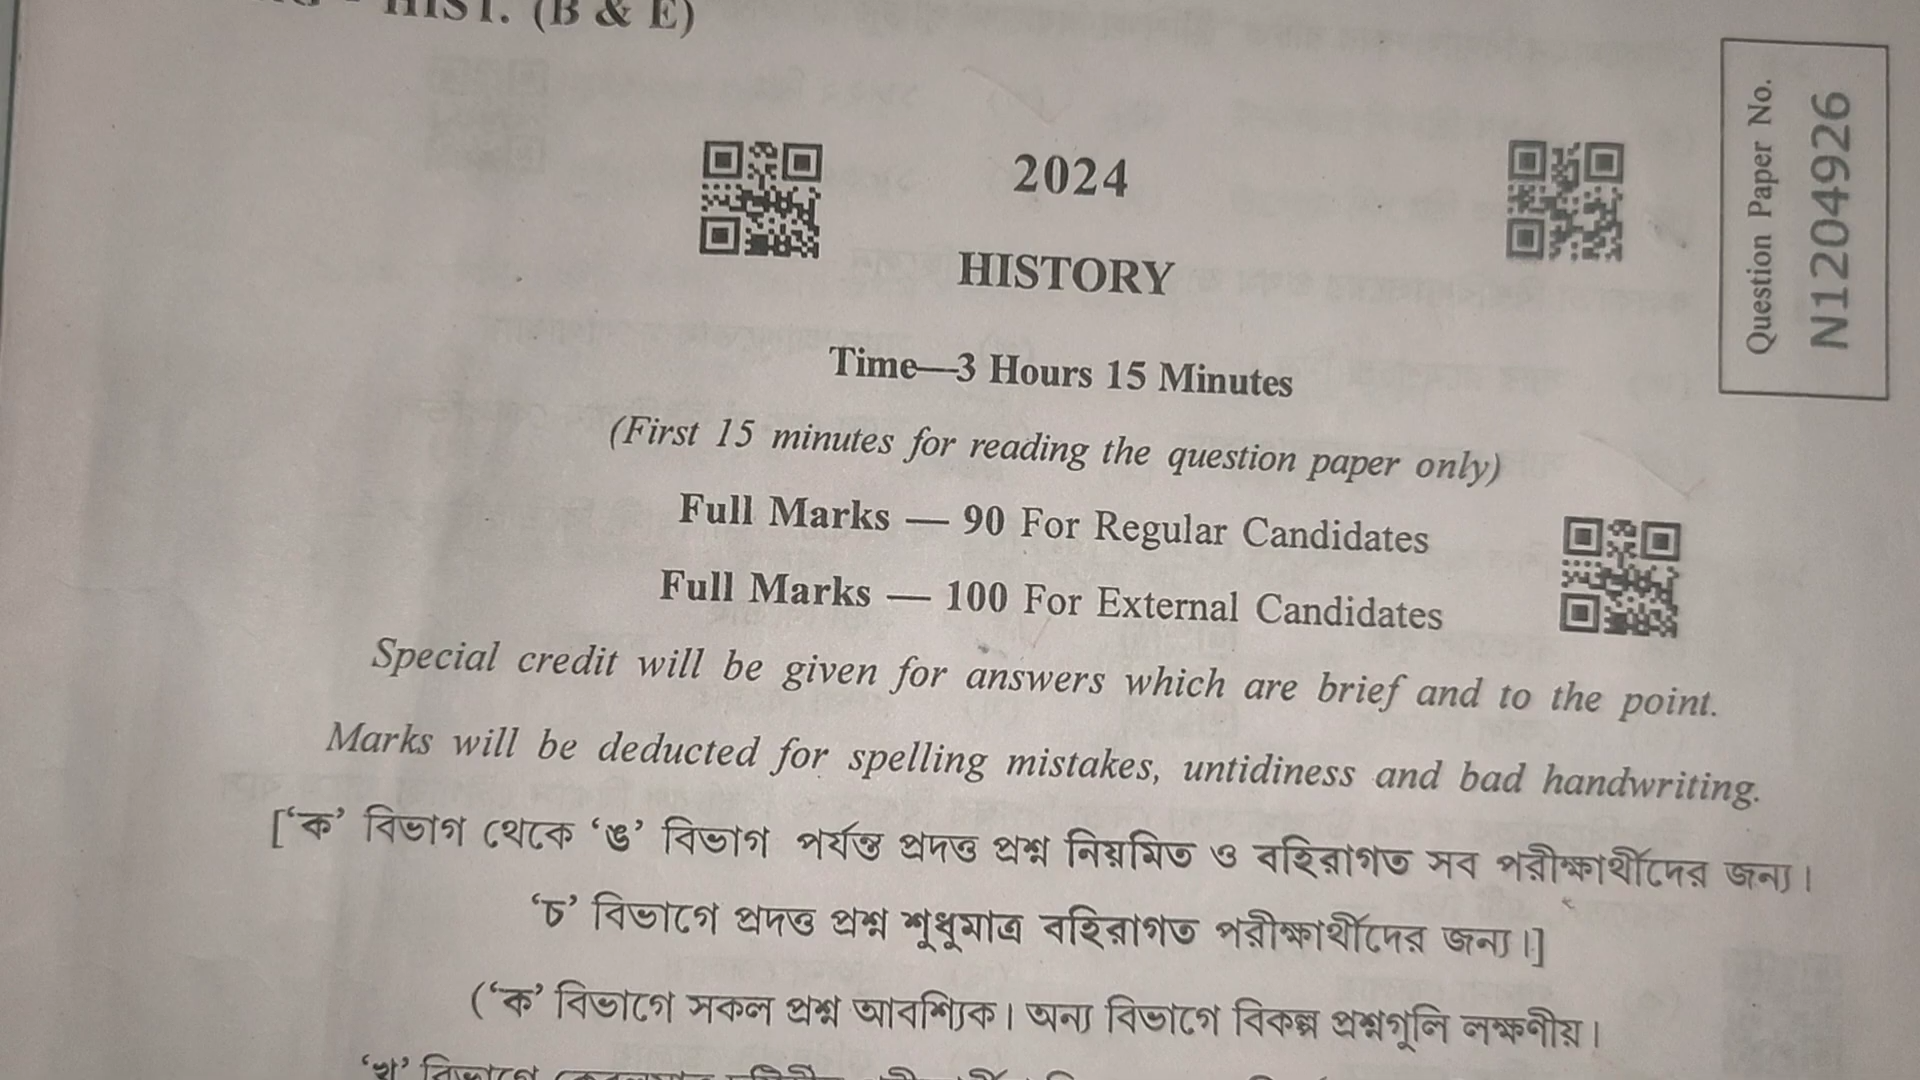 HIST. (B & E)
2024
HISTORY
Question Paper No.
N1204926
Time—3 Hours 15 Minutes
(First 15 minutes for reading the question paper only)
Full Marks — 90 For Regular Candidates
Full Marks — 100 For External Candidates
Special credit will be given for answers which are brief and to the point.
Marks will be deducted for spelling mistakes, untidiness and bad handwriting.
[‘ক’ বিভাগ থেকে ‘ঙ’ বিভাগ পর্যন্ত প্রদত্ত প্রশ্ন নিয়মিত ও বহিরাগত সব পরীক্ষার্থীদের জন্য।
‘চ’ বিভাগে প্রদত্ত প্রশ্ন শুধুমাত্র বহিরাগত পরীক্ষার্থীদের জন্য।]
(‘ক’ বিভাগে সকল প্রশ্ন আবশ্যিক। অন্য বিভাগে বিকল্প প্রশ্নগুলি লক্ষণীয়।
‘খ’ বিভাগে